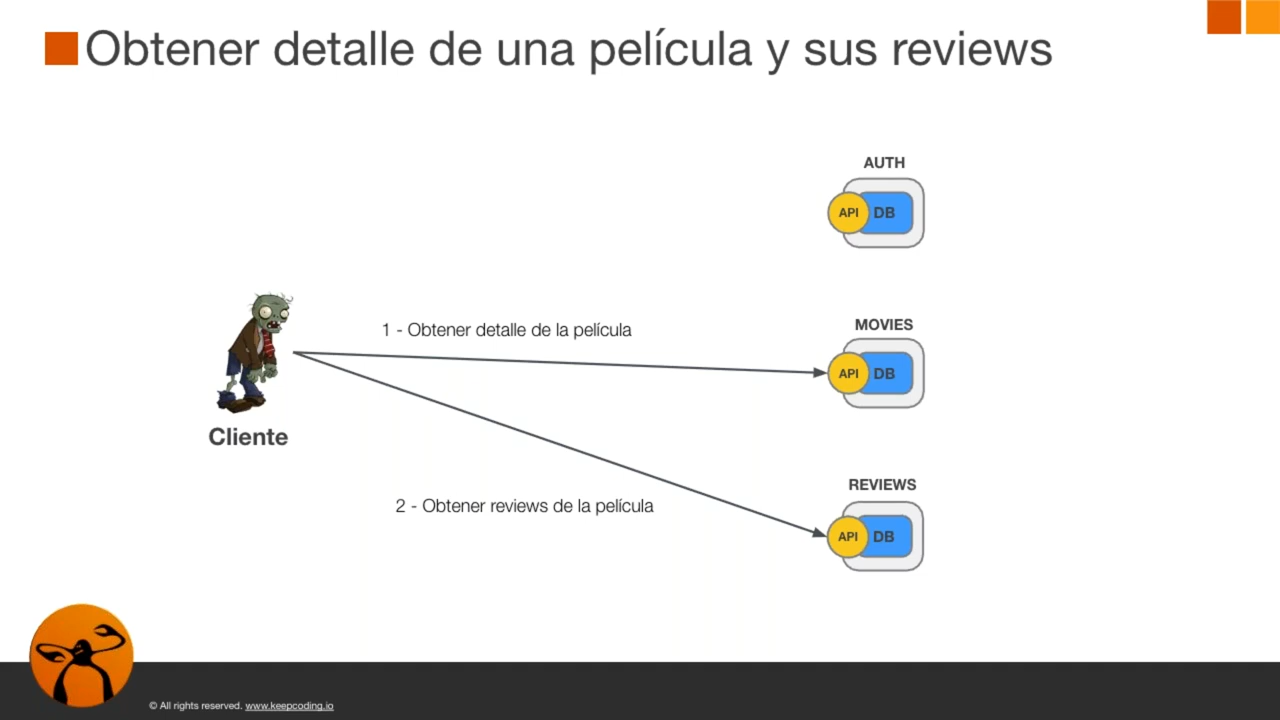 Obtener detalle de una película y sus reviews
AUTH
API DB
1 - Obtener detalle de la película
MOVIES
API DB
Cliente
REVIEWS
2 - Obtener reviews de la película
API DB
© All rights reserved. www.keepcoding.io